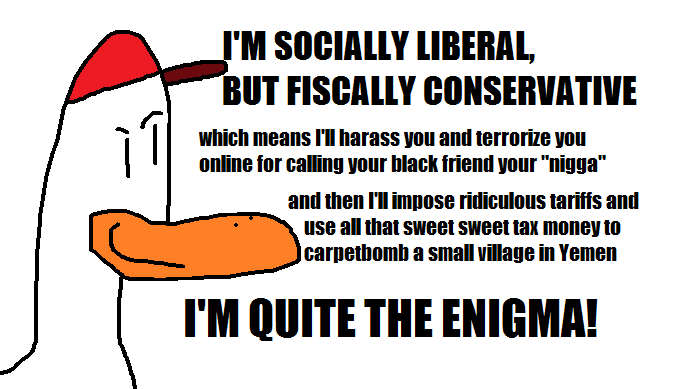 I'M SOCIALLY LIBERAL,
BUT FISCALLY CONSERVATIVE
which means I'll harass you and terrorize you
online for calling your black friend your "nigga"
and then I'll impose ridiculous tariffs and
use all that sweet sweet tax money to
carpetbomb a small village in Yemen
I'M QUITE THE ENIGMA!